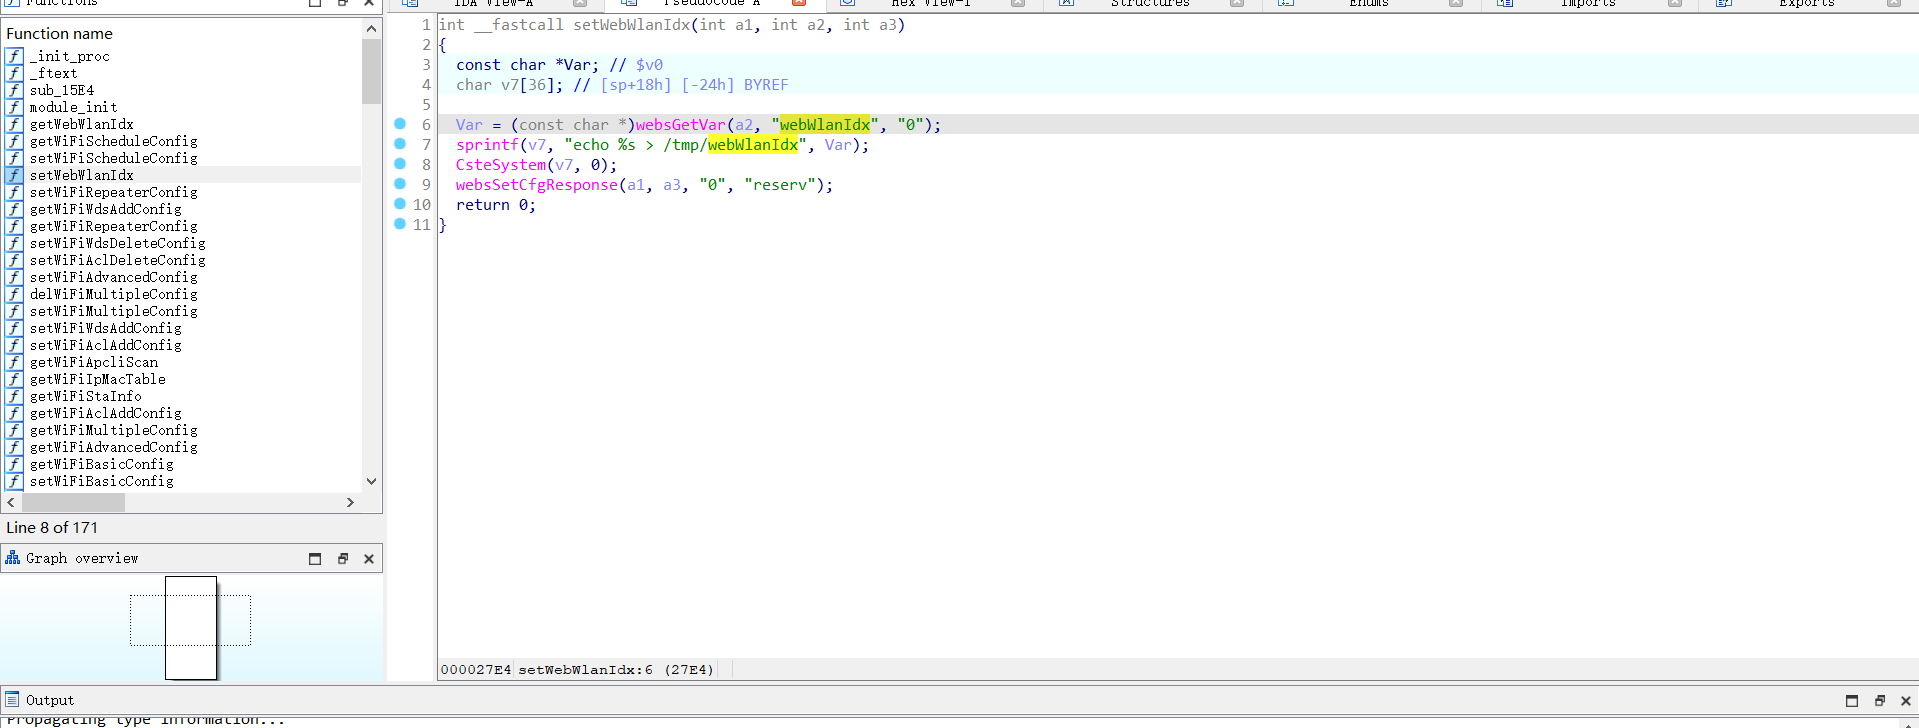 Functions
IDA View-A
Pseudocode-A
Hex View-1
Structures
Enums
Imports
Exports
Function name
f _init_proc
f _ftext
f sub_15E4
f module_init
f getWebWlanIdx
f getWiFiScheduleConfig
f setWiFiScheduleConfig
f setWebWlanIdx
f setWiFiRepeaterConfig
f getWiFiWdsAddConfig
f getWiFiRepeaterConfig
f setWiFiWdsDeleteConfig
f setWiFiAclDeleteConfig
f setWiFiAdvancedConfig
f delWiFiMultipleConfig
f setWiFiMultipleConfig
f setWiFiWdsAddConfig
f setWiFiAclAddConfig
f getWiFiApcliScan
f getWiFiIpMacTable
f getWiFiStaInfo
f getWiFiAclAddConfig
f getWiFiMultipleConfig
f getWiFiAdvancedConfig
f getWiFiBasicConfig
f setWiFiBasicConfig
Line 8 of 171
Graph overview
1 int __fastcall setWebWlanIdx(int a1, int a2, int a3)
2 {
3 const char *Var; // $v0
4 char v7[36]; // [sp+18h] [-24h] BYREF
5
6 Var = (const char *)websGetVar(a2, "webWlanIdx", "0");
7 sprintf(v7, "echo %s > /tmp/webWlanIdx", Var);
8 CsteSystem(v7, 0);
9 websSetCfgResponse(a1, a3, "0", "reserv");
10 return 0;
11 }
000027E4 setWebWlanIdx:6 (27E4)
Output
Propagating type information...